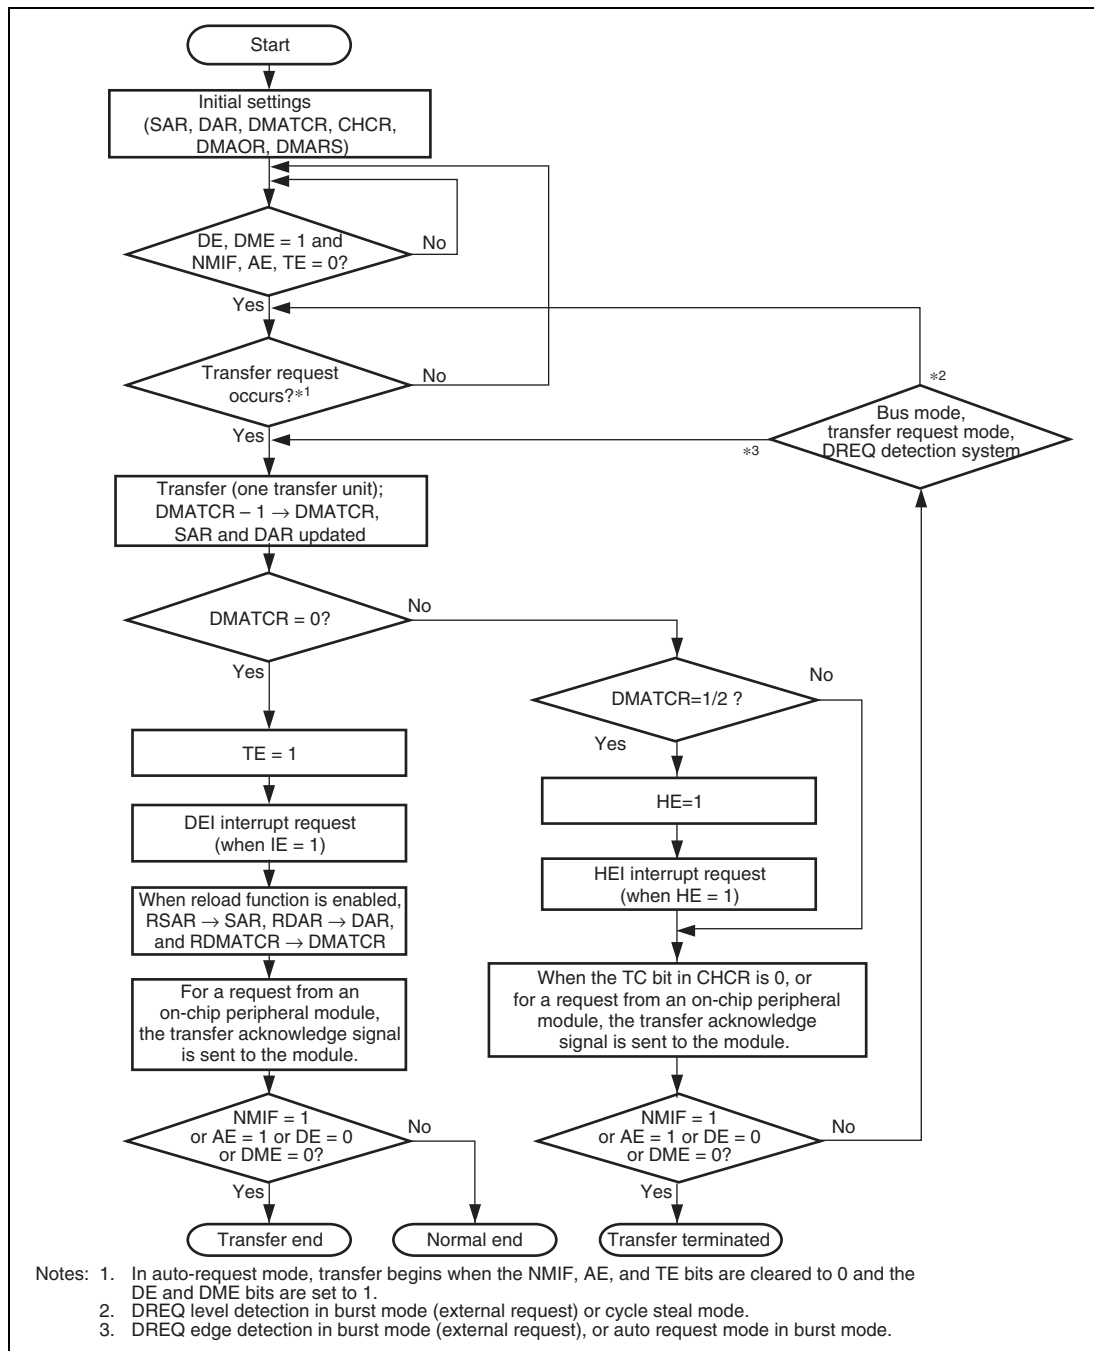 Start
Initial settings
(SAR, DAR, DMATCR, CHCR,
DMAOR, DMARS)
DE, DME = 1 and
NMIF, AE, TE = 0?
No
Yes
Transfer request
occurs?*1
No
Yes
*2
Bus mode,
transfer request mode,
DREQ detection system
*3
Transfer (one transfer unit);
DMATCR – 1 → DMATCR,
SAR and DAR updated
DMATCR = 0?
No
Yes
DMATCR=1/2 ?
No
Yes
TE = 1
HE=1
DEI interrupt request
(when IE = 1)
HEI interrupt request
(when HE = 1)
When reload function is enabled,
RSAR → SAR, RDAR → DAR,
and RDMATCR → DMATCR
When the TC bit in CHCR is 0, or
for a request from an on-chip peripheral
module, the transfer acknowledge
signal is sent to the module.
For a request from an
on-chip peripheral module,
the transfer acknowledge signal
is sent to the module.
NMIF = 1
or AE = 1 or DE = 0
or DME = 0?
No
Yes
NMIF = 1
or AE = 1 or DE = 0
or DME = 0?
No
Yes
Transfer end
Normal end
Transfer terminated
Notes: 1. In auto-request mode, transfer begins when the NMIF, AE, and TE bits are cleared to 0 and the
DE and DME bits are set to 1.
2. DREQ level detection in burst mode (external request) or cycle steal mode.
3. DREQ edge detection in burst mode (external request), or auto request mode in burst mode.